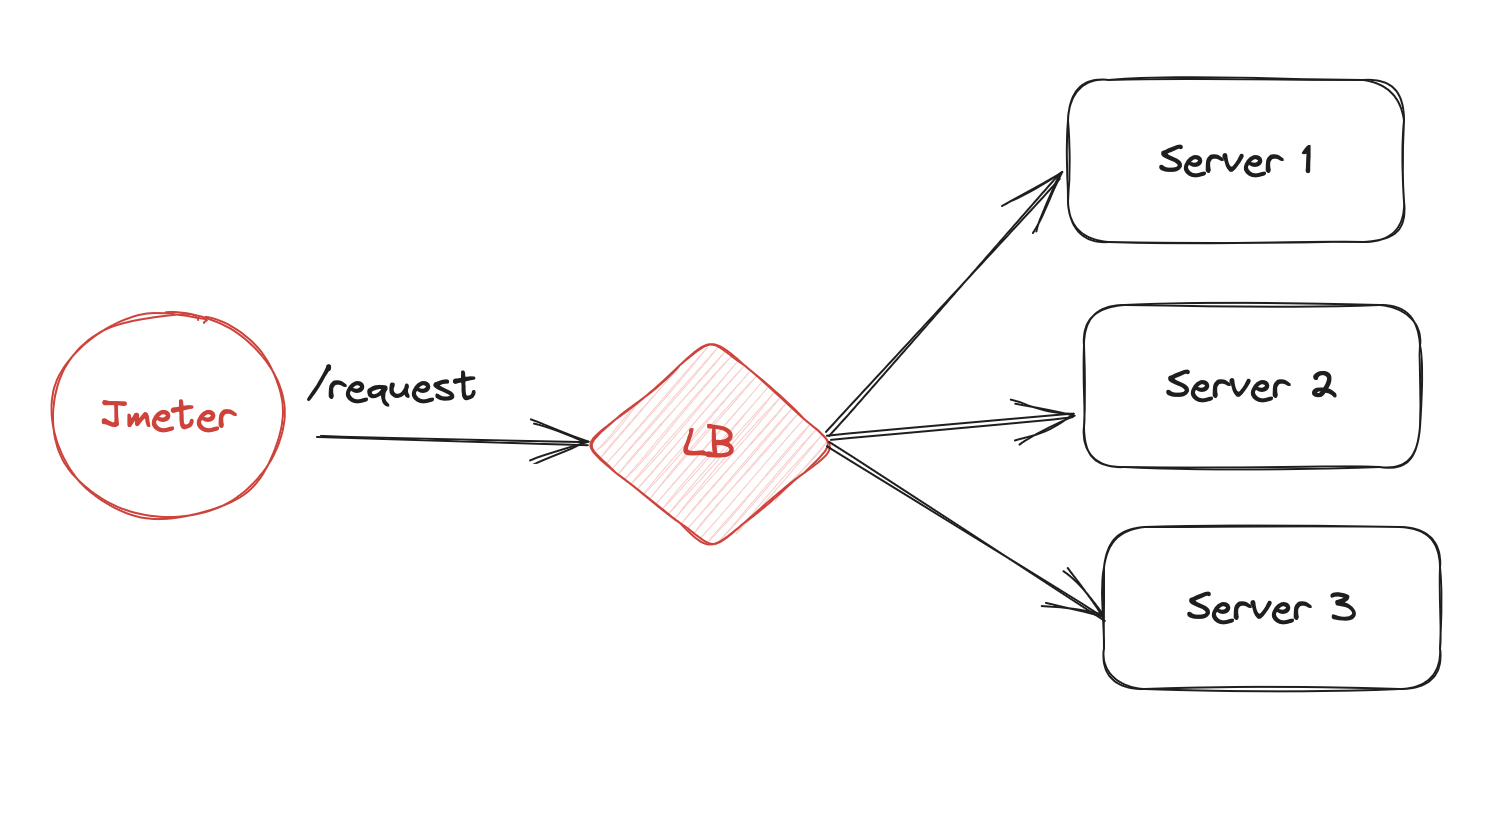 Jmeter
/request
LB
Server 1
Server 2
Server 3